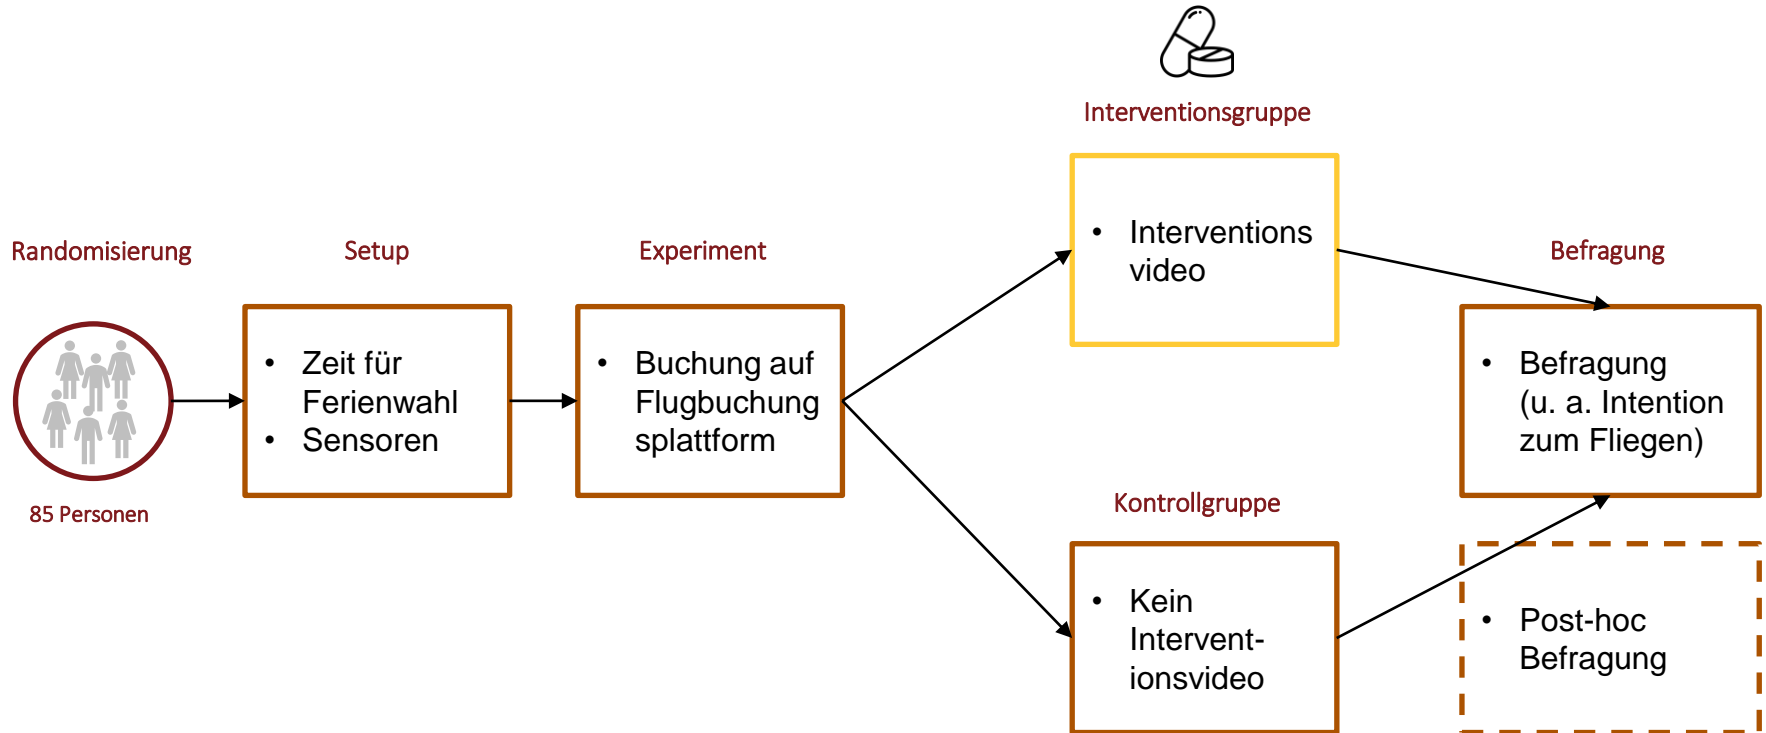 Randomisierung
85 Personen
Setup
• Zeit für
Ferienwahl
• Sensoren
Experiment
• Buchung auf
Flugbuchung
splattform
Interventionsgruppe
• Interventions
video
Kontrollgruppe
• Kein
Intervent-
ionsvideo
Befragung
• Befragung
(u. a. Intention
zum Fliegen)
• Post-hoc
Befragung